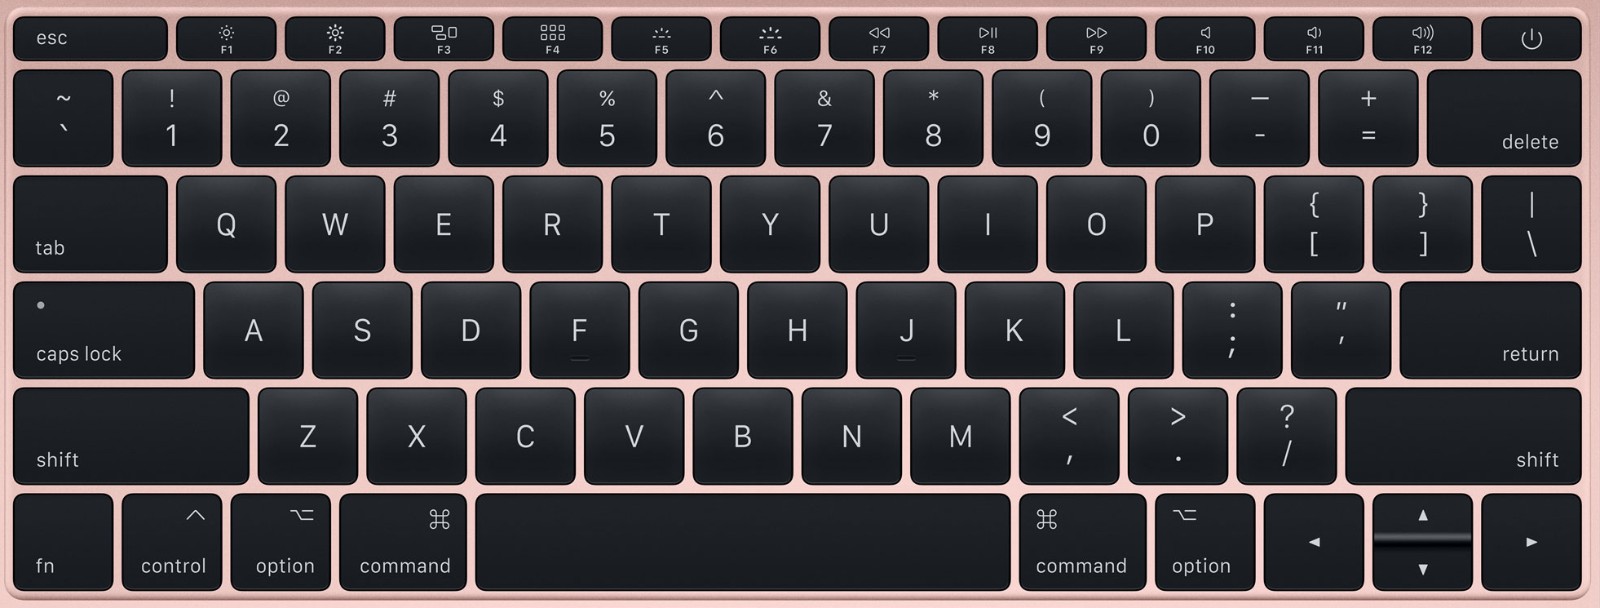 esc F1 F2 F3 F4 F5 F6 F7 F8 F9 F10 F11 F12
~ ! @ # $ % ^ & * ( ) — +
` 1 2 3 4 5 6 7 8 9 0 - = delete
tab Q W E R T Y U I O P { } |
[ ] \
caps lock A S D F G H J K L : "
; ' return
shift Z X C V B N M < > ?
, . / shift
fn control option command command option